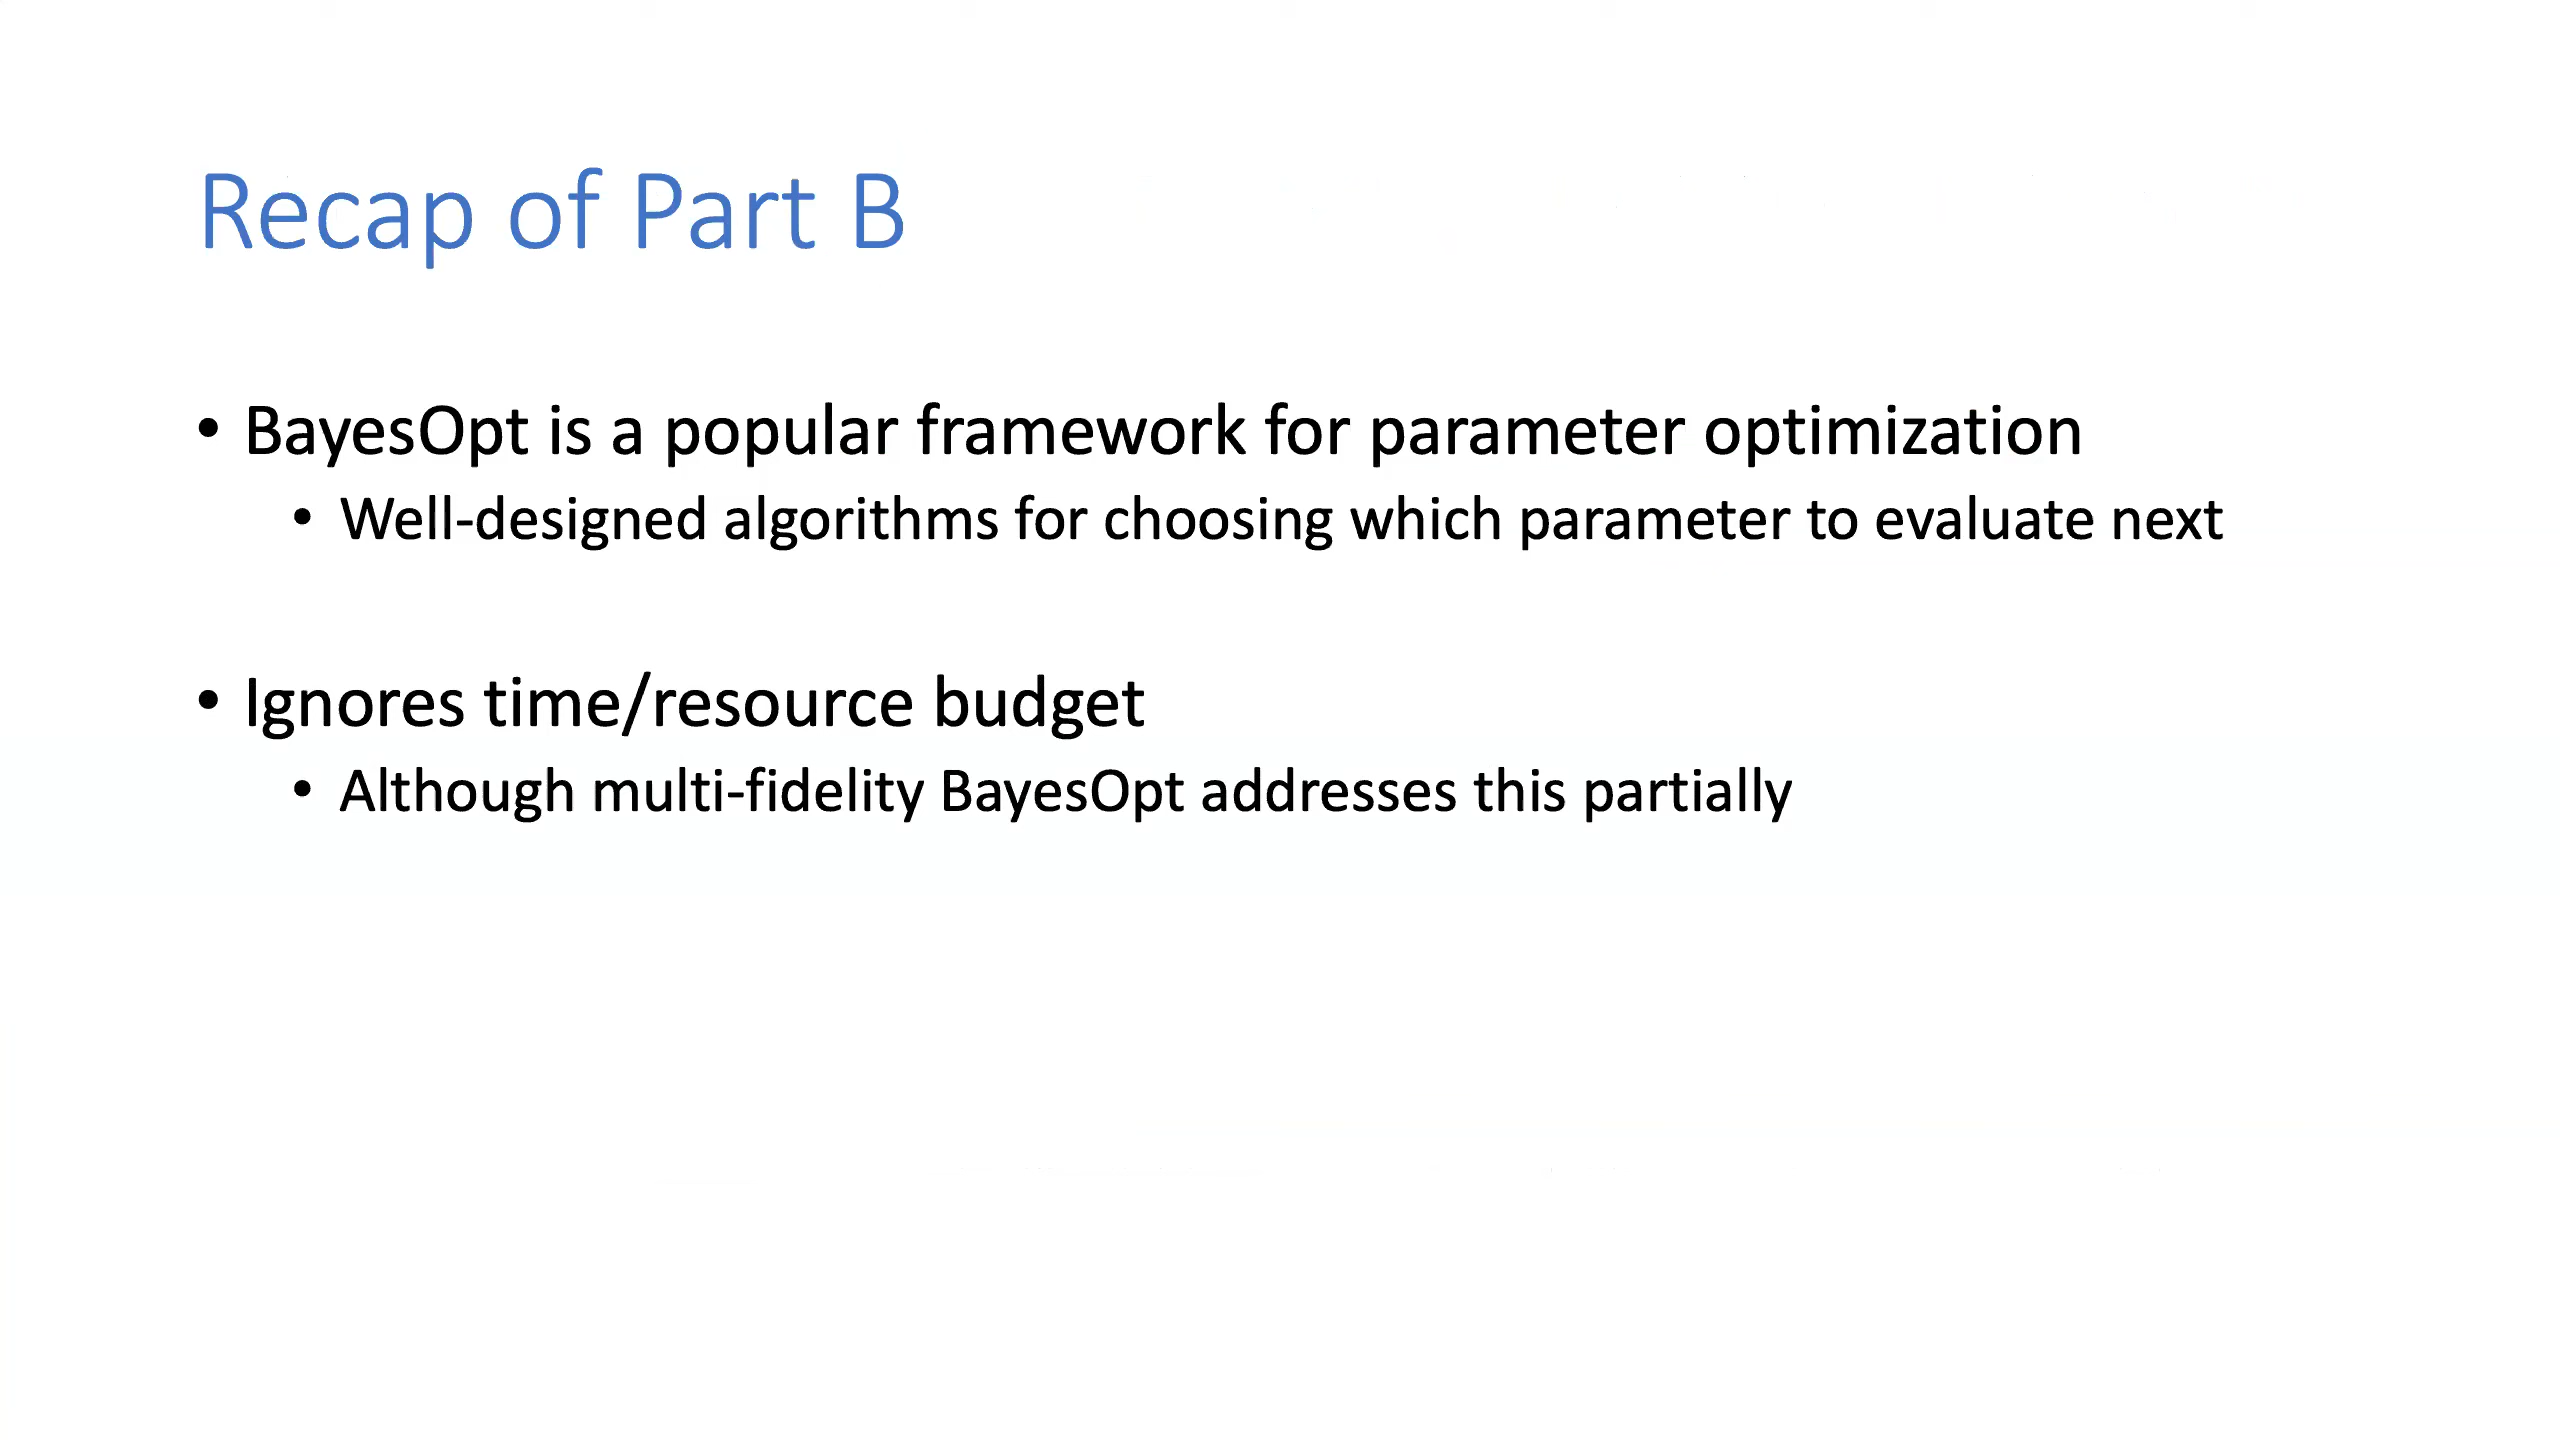 Recap of Part B
• BayesOpt is a popular framework for parameter optimization
• Well-designed algorithms for choosing which parameter to evaluate next
• Ignores time/resource budget
• Although multi-fidelity BayesOpt addresses this partially